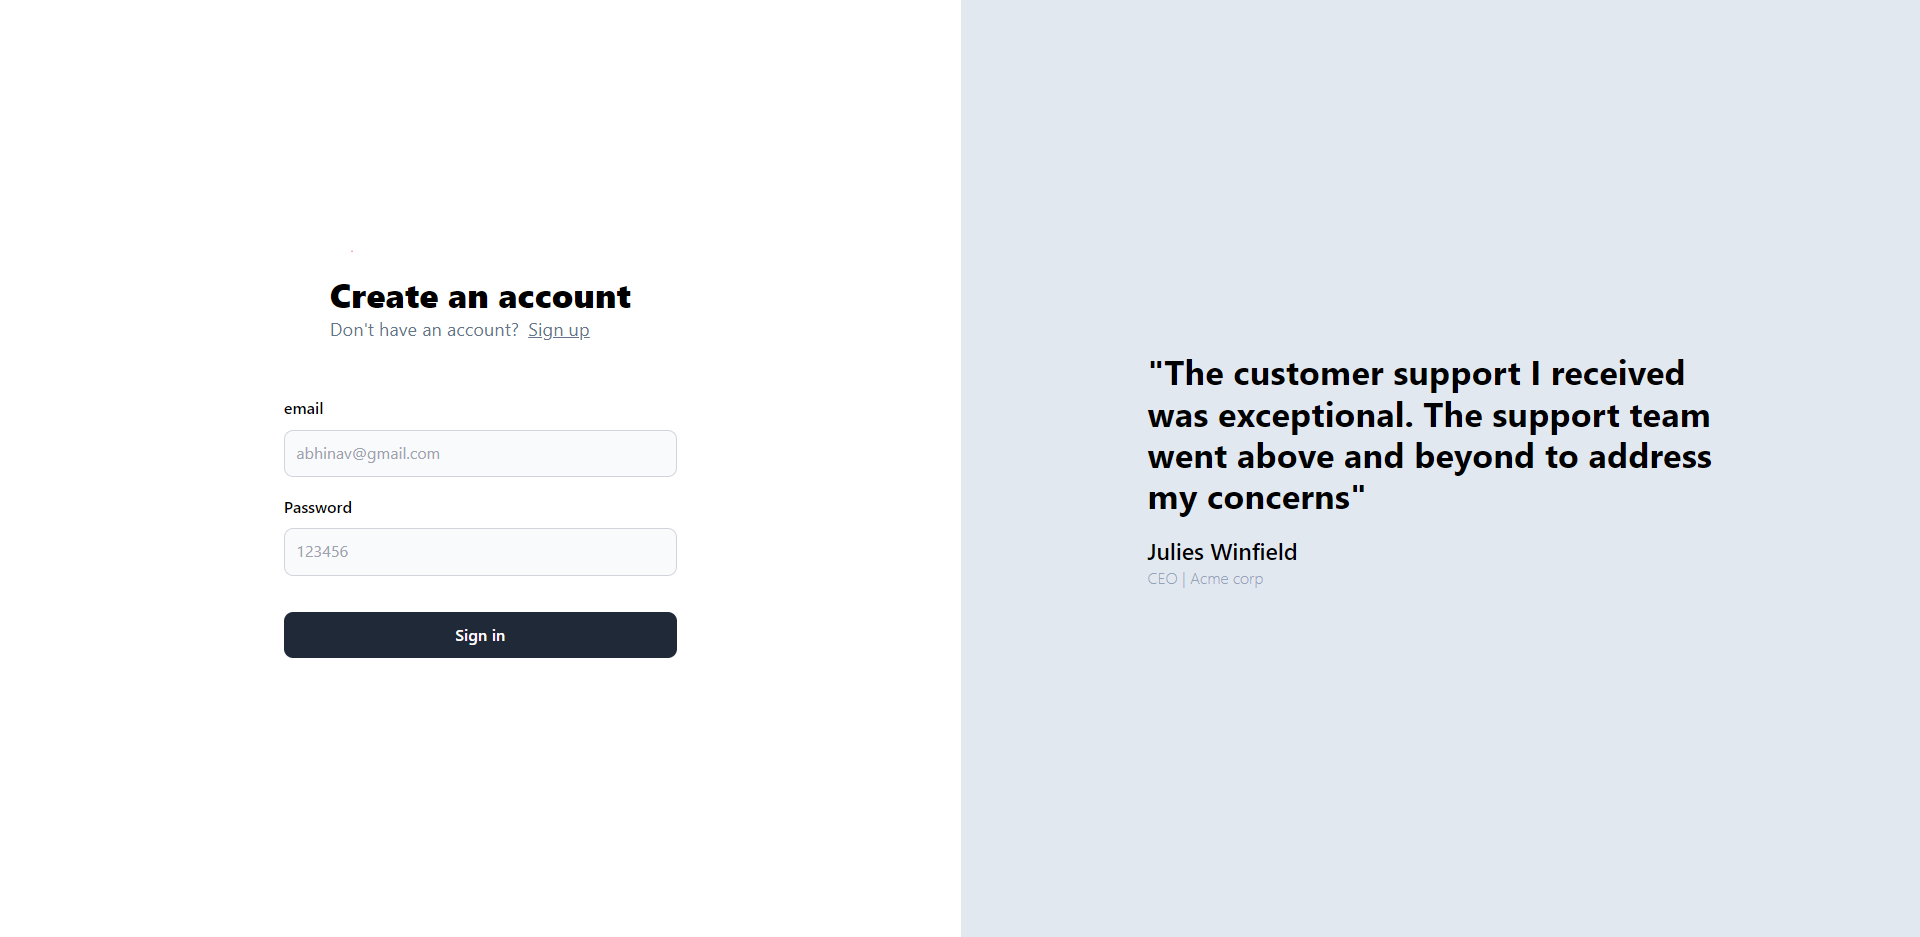 Create an account
Don't have an account? Sign up
email
abhinav@gmail.com
Password
123456
Sign in
"The customer support I received
was exceptional. The support team
went above and beyond to address
my concerns"
Julies Winfield
CEO | Acme corp